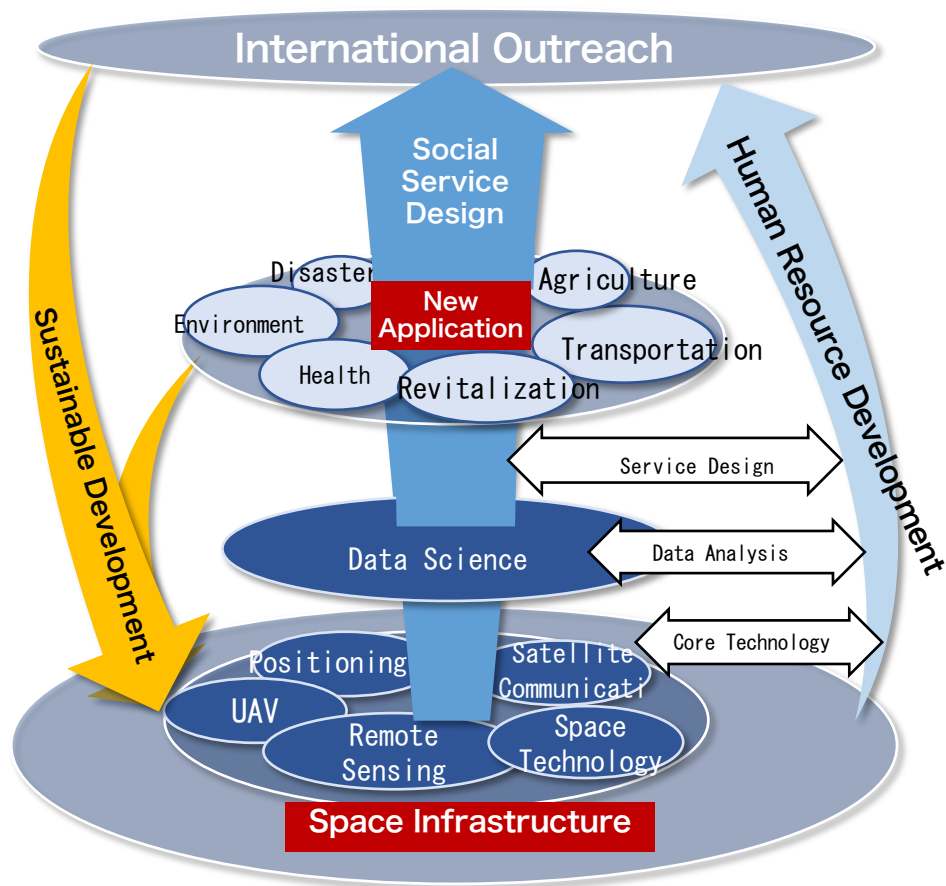 International Outreach
Social
Service
Design
Human Resource Development
Disaster
Agriculture
New
Application
Environment
Transportation
Health
Revitalization
Sustainable Development
Service Design
Data Science
Data Analysis
Core Technology
Positioning
Satellite
Communicati
UAV
Remote
Sensing
Space
Technology
Space Infrastructure